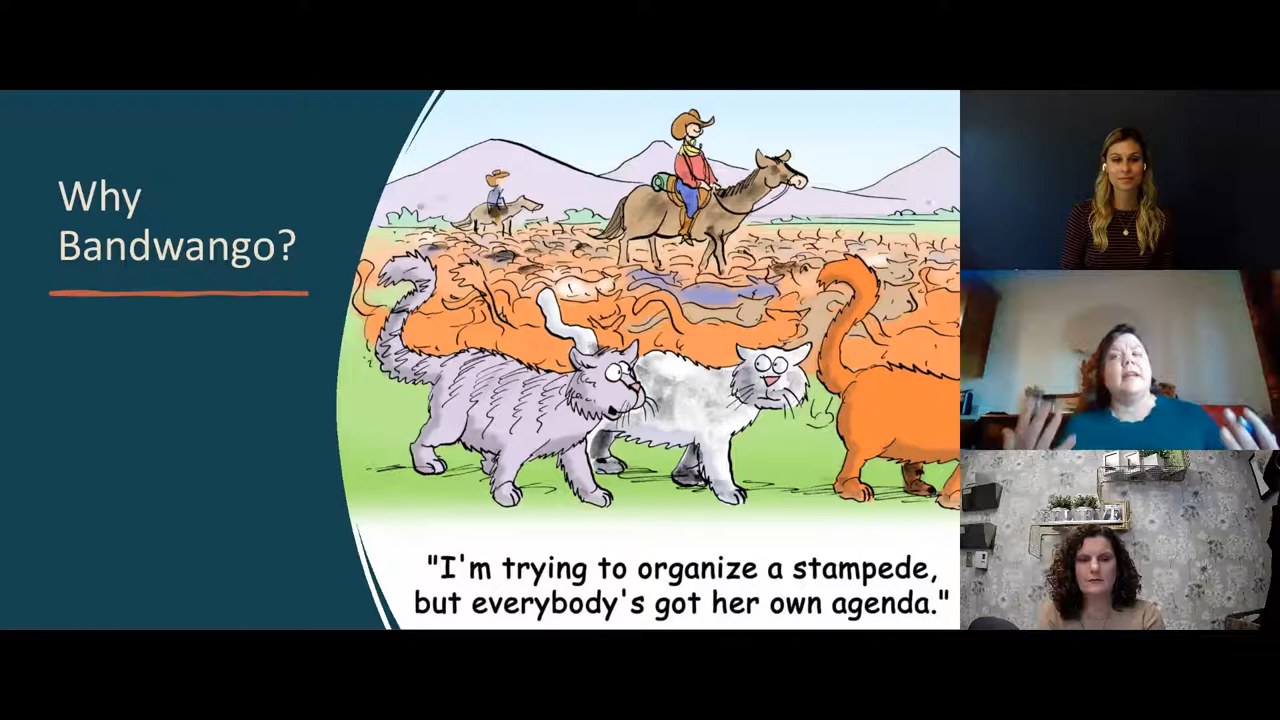 Why
Bandwango?
"I'm trying to organize a stampede,
but everybody's got her own agenda."